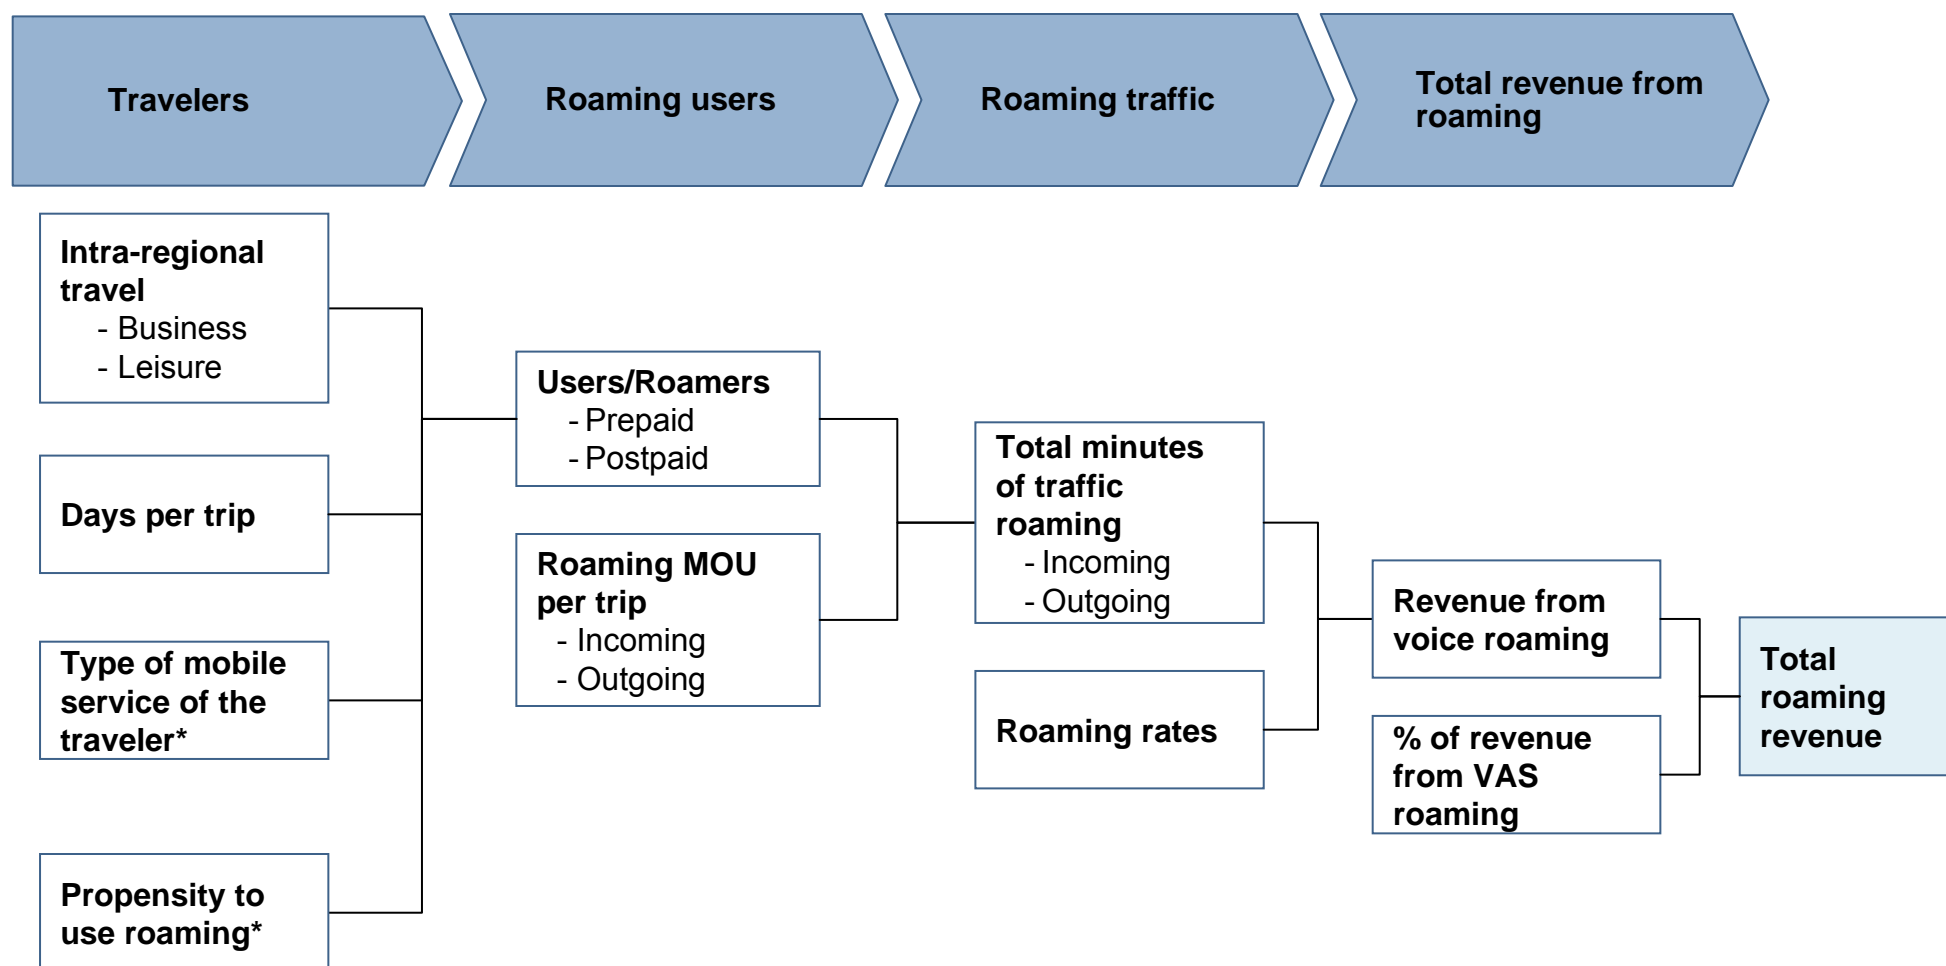 Travelers
Roaming users
Roaming traffic
Total revenue from
roaming
Intra-regional
travel
- Business
- Leisure
Days per trip
Type of mobile
service of the
traveler*
Propensity to
use roaming*
Users/Roamers
- Prepaid
- Postpaid
Roaming MOU
per trip
- Incoming
- Outgoing
Total minutes
of traffic
roaming
- Incoming
- Outgoing
Roaming rates
Revenue from
voice roaming
% of revenue
from VAS
roaming
Total
roaming
revenue